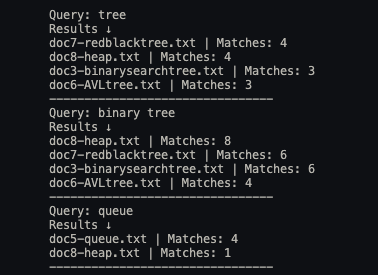 Query: tree
Results ↓
doc7-redblacktree.txt | Matches: 4
doc8-heap.txt | Matches: 4
doc3-binarysearchtree.txt | Matches: 3
doc6-AVLtree.txt | Matches: 3
--------------------------------
Query: binary tree
Results ↓
doc8-heap.txt | Matches: 8
doc7-redblacktree.txt | Matches: 6
doc3-binarysearchtree.txt | Matches: 6
doc6-AVLtree.txt | Matches: 4
--------------------------------
Query: queue
Results ↓
doc5-queue.txt | Matches: 4
doc8-heap.txt | Matches: 1
--------------------------------